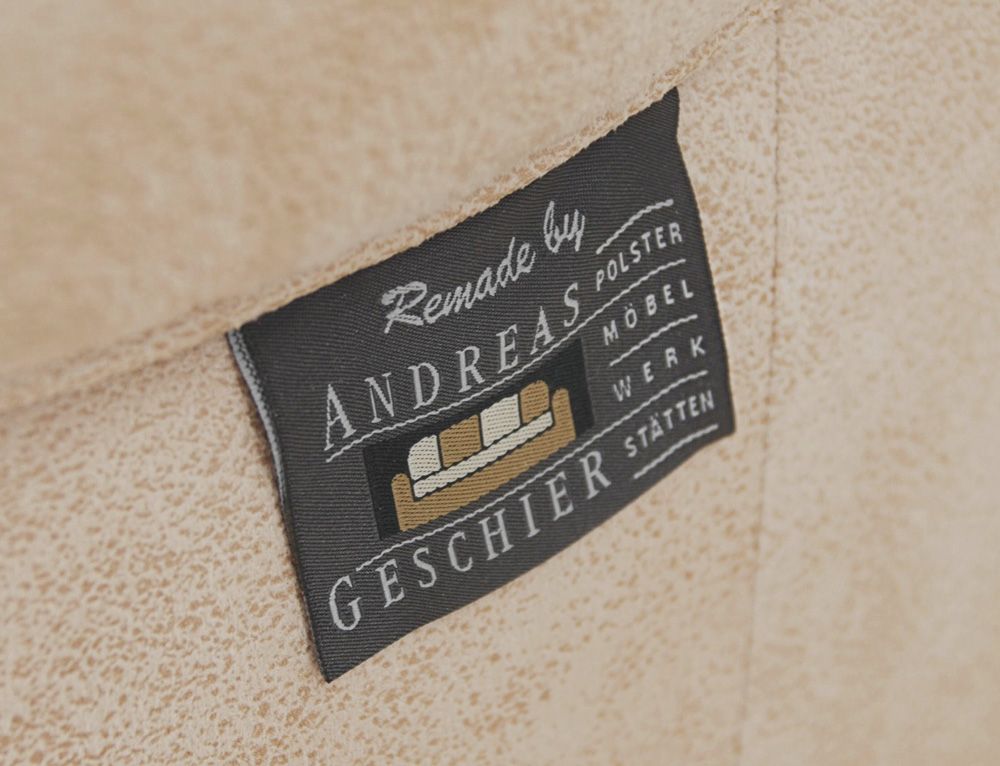 Remade by
ANDREAS
GESCHIER
POLSTER
MÖBEL
WERK
STÄTTEN